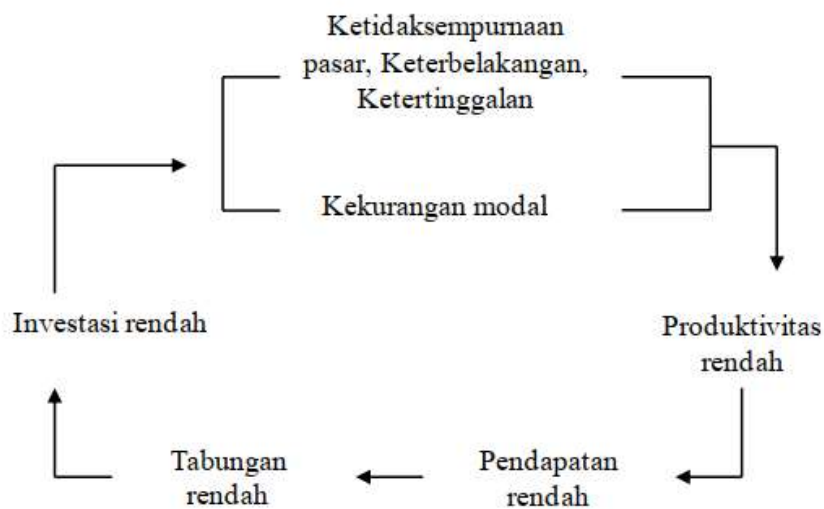 Ketidaksempurnaan
pasar, Keterbelakangan,
Ketertinggalan
Kekurangan modal
Investasi rendah
Produktivitas
rendah
Tabungan
rendah
Pendapatan
rendah